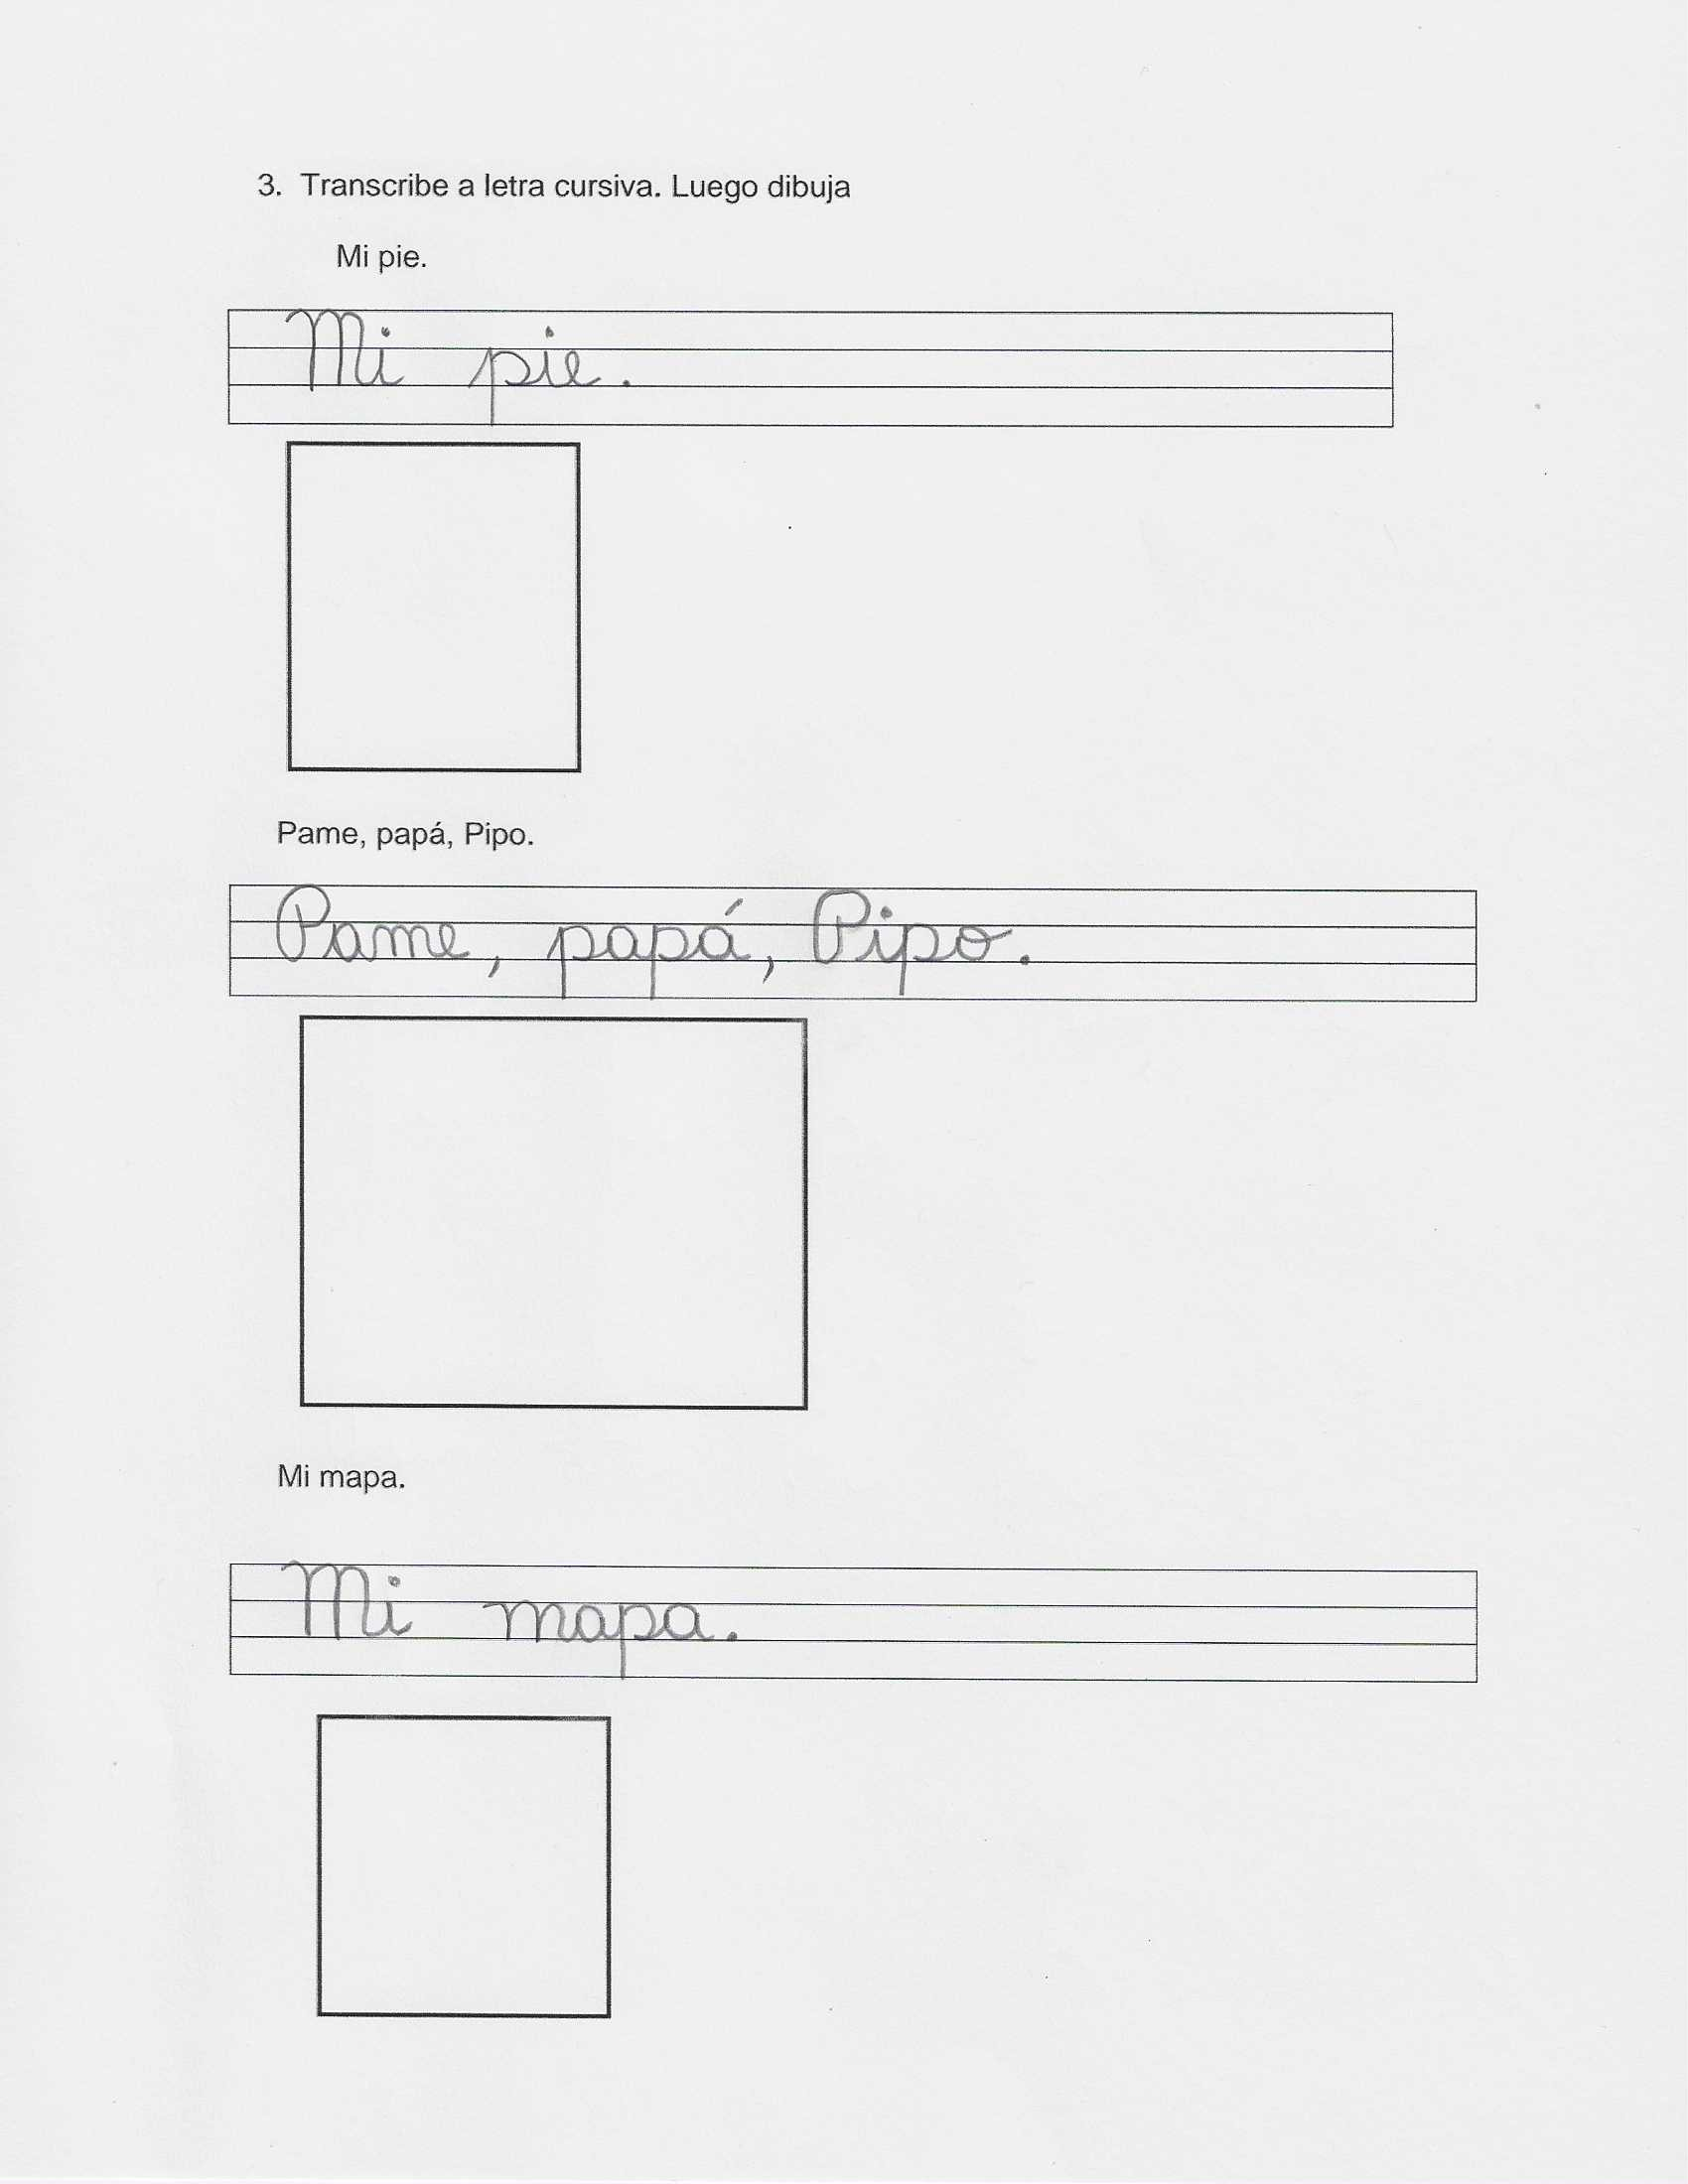 3. Transcribe a letra cursiva. Luego dibuja
Mi pie.
Mi pie.
Pame, papá, Pipo.
Pame, papá, Pipo.
Mi mapa.
Mi mapa.